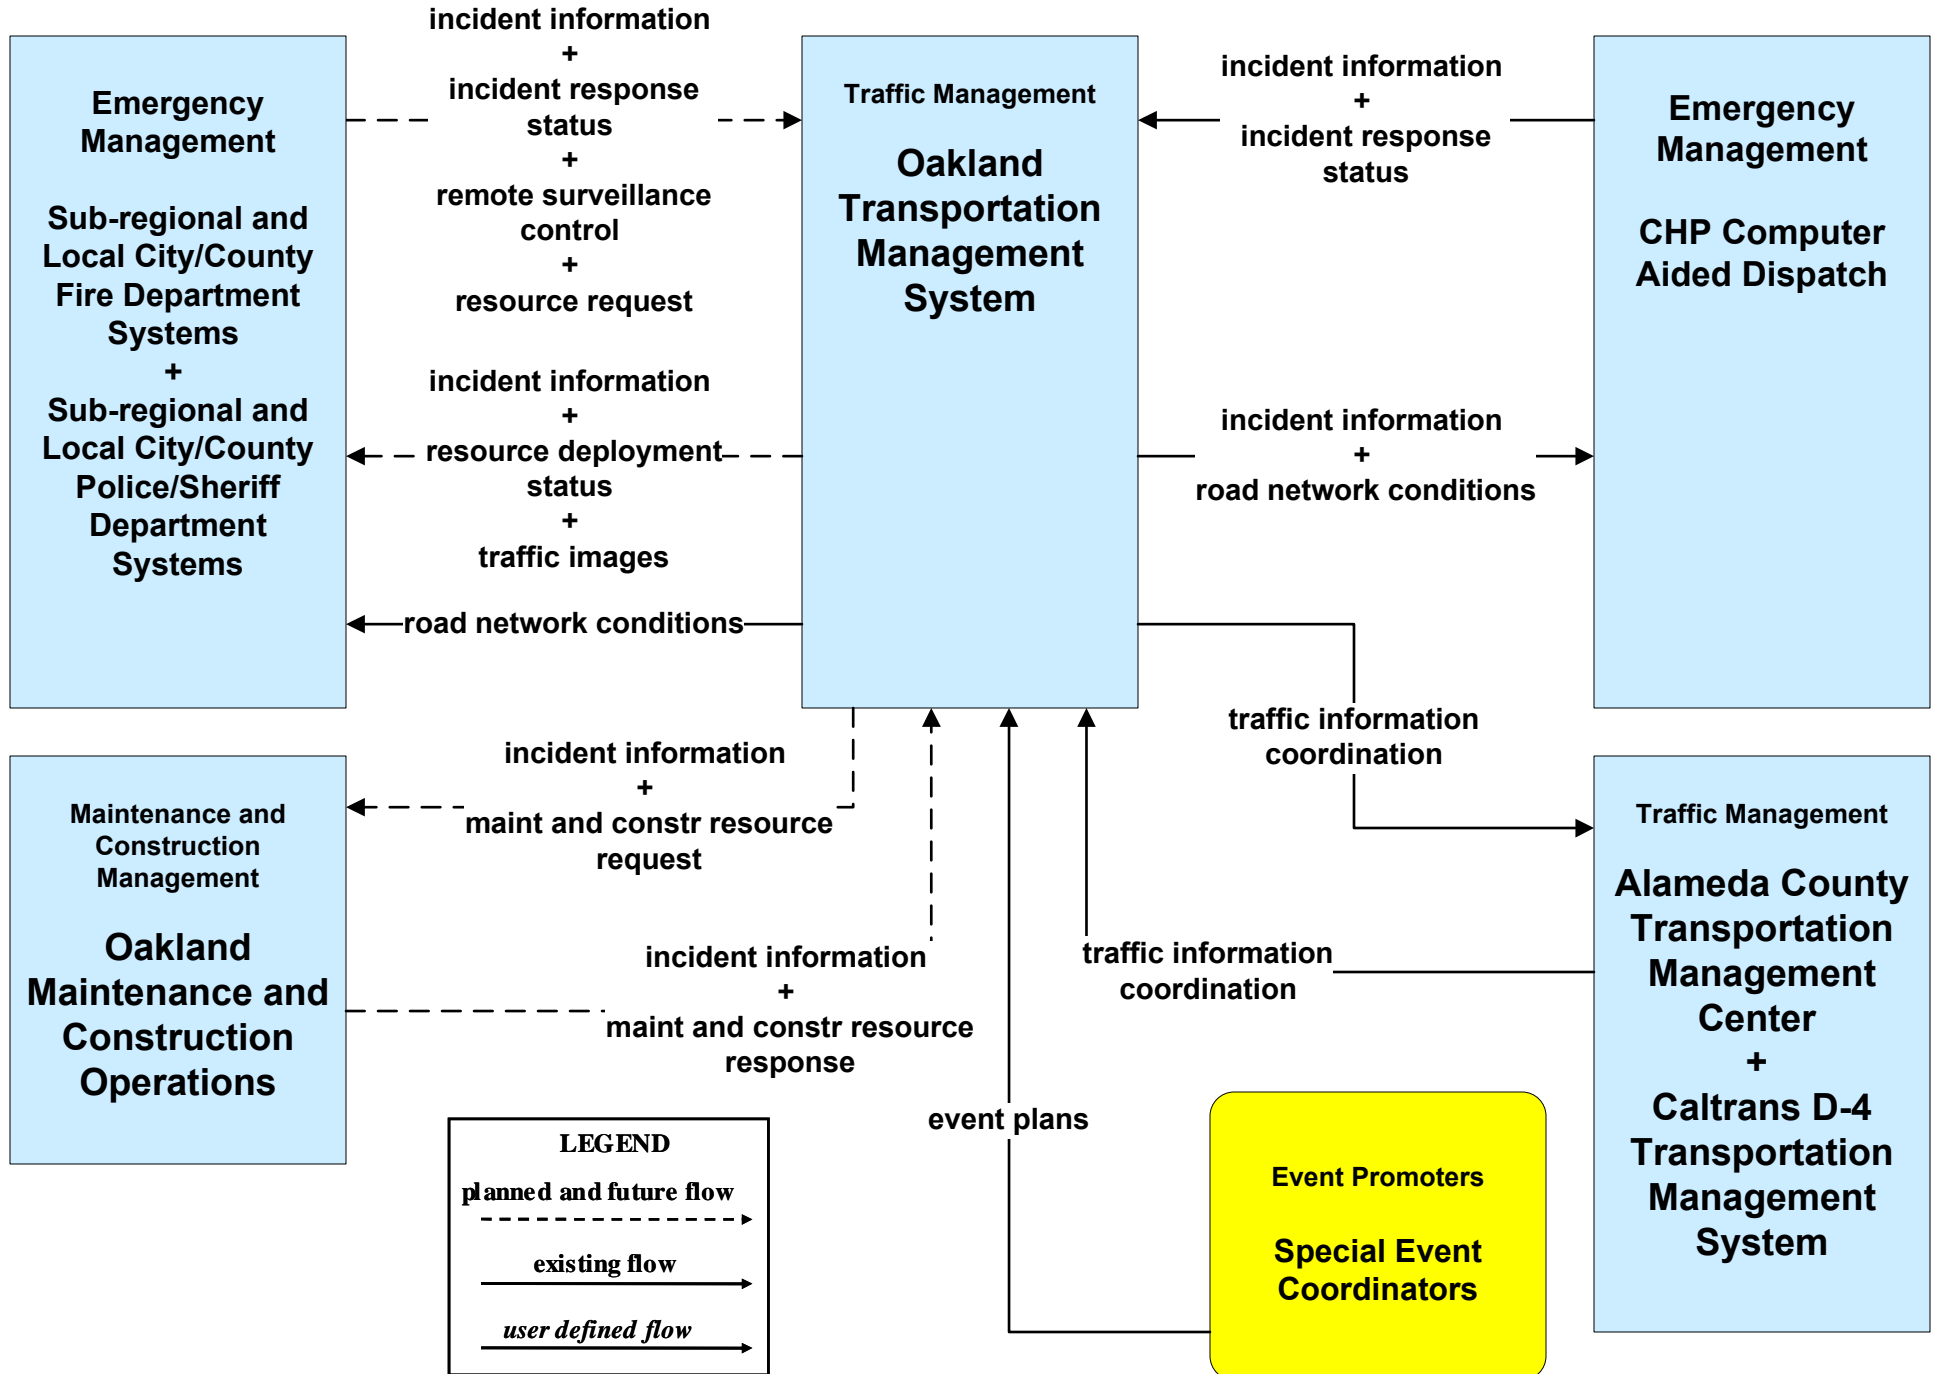 incident information
+
incident response
status
+
remote surveillance
control
+
resource request
Emergency
Management
Sub-regional and
Local City/County
Fire Department
Systems
+
Sub-regional and
Local City/County
Police/Sheriff
Department
Systems
incident information
+
resource deployment
status
+
traffic images
road network conditions
Traffic Management
Oakland
Transportation
Management
System
incident information
+
incident response
status
incident information
+
road network conditions
Emergency
Management
CHP Computer
Aided Dispatch
traffic information
coordination
incident information
+
maint and constr resource
request
Maintenance and
Construction
Management
Oakland
Maintenance and
Construction
Operations
incident information
+
maint and constr resource
response
traffic information
coordination
Traffic Management
Alameda County
Transportation
Management
Center
+
Caltrans D-4
Transportation
Management
System
event plans
Event Promoters
Special Event
Coordinators
LEGEND
planned and future flow
existing flow
user defined flow